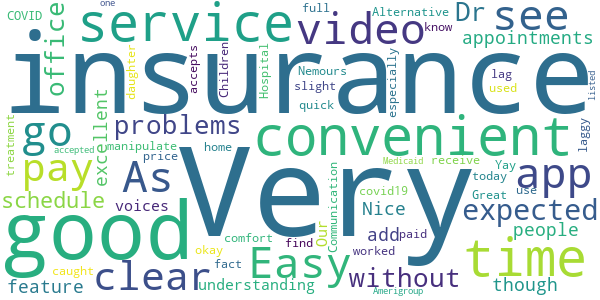 COVID
one
full
Alternative
Dr
see
office
service
video
know
appointments
insurance
daughter
accepts
Children
Hospital
Nemours
slight
quick
especially
lag
used
listed
go
excellent
problems
convenient
app
laggy
treatment
accepted
manipulate
price
home
Medicaid
receive
Yay
today
Great
use
pay
As
Very
covid19
Nice
expected
schedule
voices
good
Our
Communication
add
paid
people
comfort
find
worked
time
okay
Easy
clear
caught
fact
without
though
feature
understanding
Amerigroup